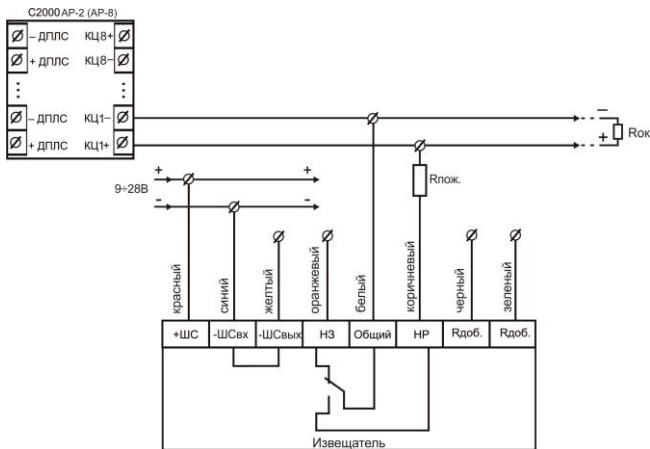 С2000 АР-2 (АР-8)
– ДПЛС КЦ8+
+ ДПЛС КЦ8–
– ДПЛС КЦ1–
+ ДПЛС КЦ1+
–
+
Rок
Rпож.
+ +
9÷28В
- -
красный
синий
желтый
оранжевый
белый
коричневый
черный
зеленый
+ШС -ШСвх -ШСвых НЗ Общий НР Rдоб. Rдоб.
Извещатель